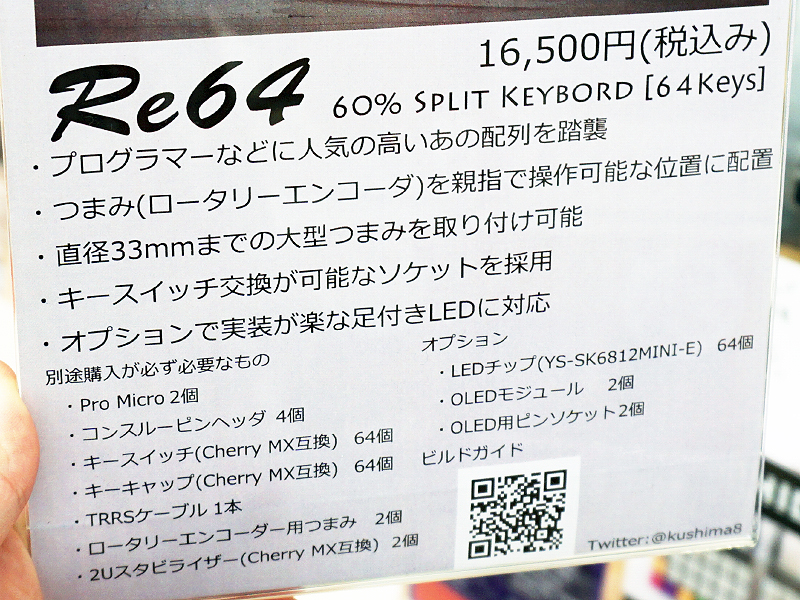 16,500円(税込み)
Re64
60% SPLIT KEYBORD [64Keys]
・プログラマーなどに人気の高いあの配列を踏襲
・つまみ(ロータリーエンコーダ)を親指で操作可能な位置に配置
・直径33mmまでの大型つまみを取り付け可能
・キースイッチ交換が可能なソケットを採用
・オプションで実装が楽な足付きLEDに対応
別途購入が必ず必要なもの
・Pro Micro 2個
・コンスルーピンヘッダ 4個
・キースイッチ(Cherry MX互換) 64個
・キーキャップ(Cherry MX互換) 64個
・TRRSケーブル 1本
・ロータリーエンコーダー用つまみ 2個
・2Uスタビライザー(Cherry MX互換) 2個
オプション
・LEDチップ(YS-SK6812MINI-E) 64個
・OLEDモジュール 2個
・OLED用ピンソケット2個
ビルドガイド
Twitter:@kushima8